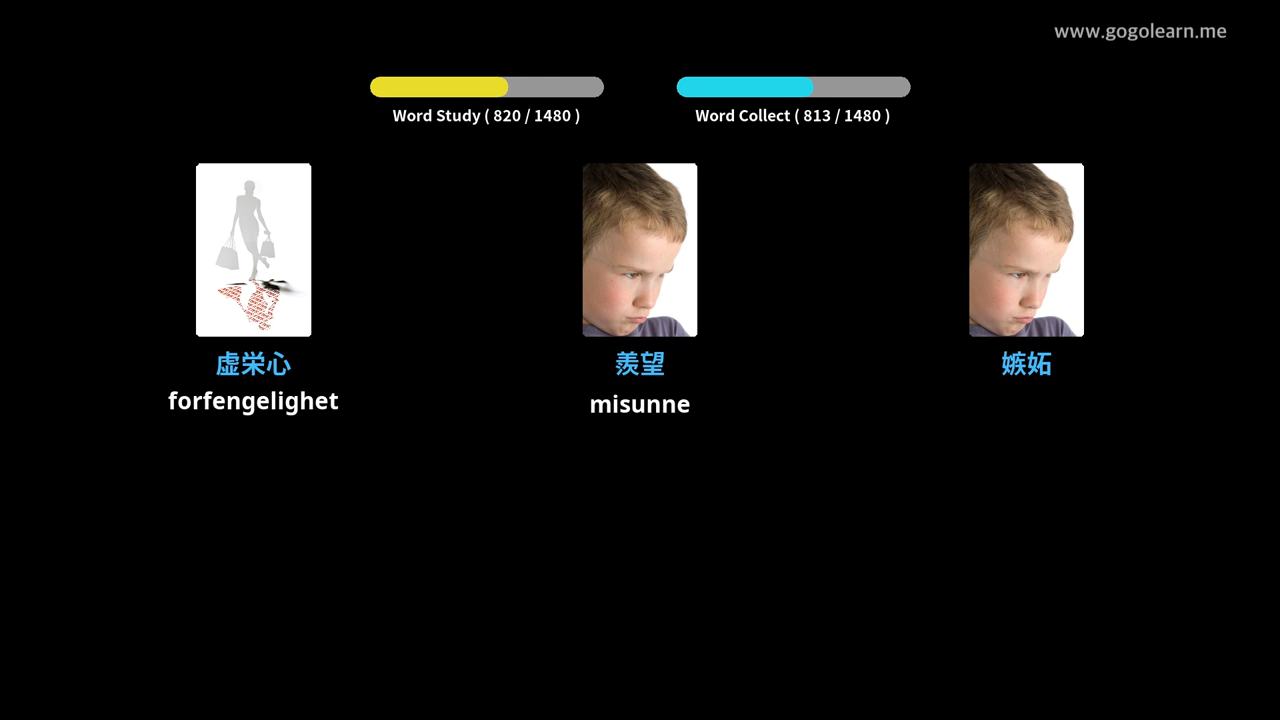 www.gogolearn.me
Word Study ( 820 / 1480 )
Word Collect ( 813 / 1480 )
虚栄心
羨望
嫉妬
forfengelighet
misunne